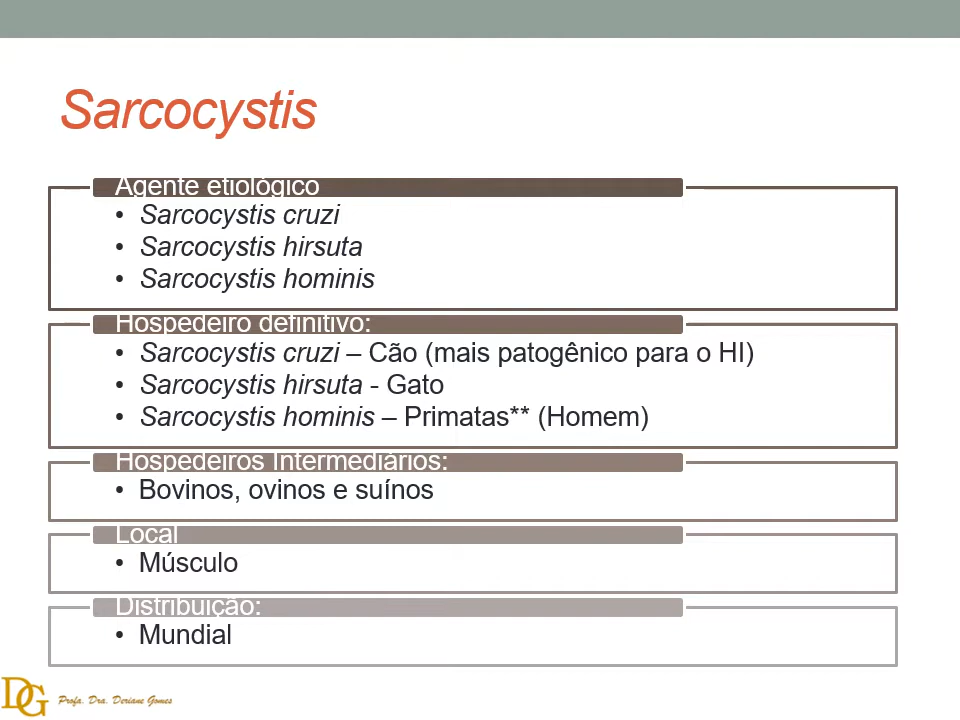 Sarcocystis
Agente etiológico
• Sarcocystis cruzi
• Sarcocystis hirsuta
• Sarcocystis hominis
Hospedeiro definitivo:
• Sarcocystis cruzi – Cão (mais patogênico para o HI)
• Sarcocystis hirsuta - Gato
• Sarcocystis hominis – Primatas** (Homem)
Hospedeiros Intermediários:
• Bovinos, ovinos e suínos
Local
• Músculo
Distribuição:
• Mundial
DG
Profa. Dra. Deriane Gomes